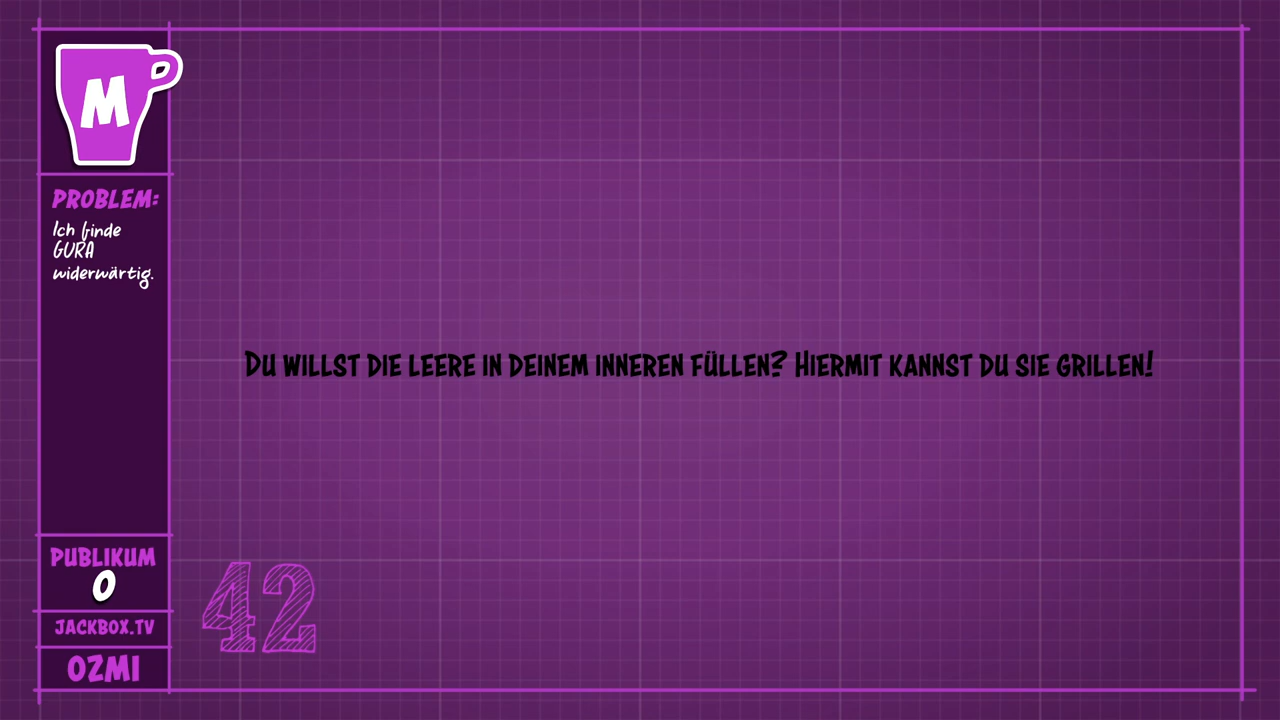 M
PROBLEM:
Ich finde
GURA
widerwärtig.
DU WILLST DIE LEERE IN DEINEM INNEREN FÜLLEN? HIERMIT KANNST DU SIE GRILLEN!
PUBLIKUM
0
JACKBOX.TV
OZMI
42